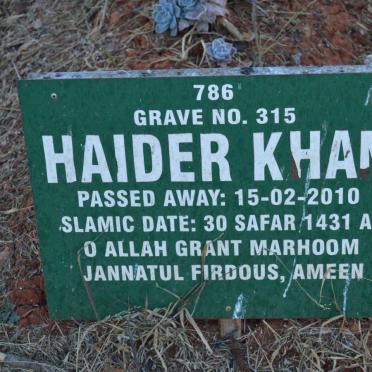 786
GRAVE NO. 315
HAIDER KHAN
PASSED AWAY: 15-02-2010
SLAMIC DATE: 30 SAFAR 1431 A
O ALLAH GRANT MARHOOM
JANNATUL FIRDOUS, AMEEN